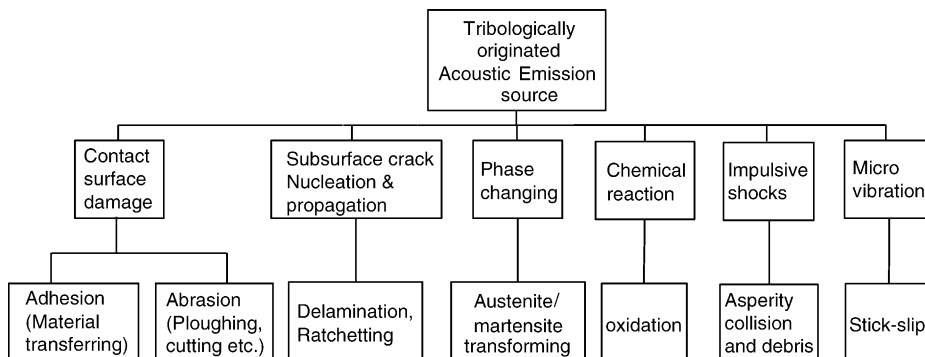 Tribologically
originated
Acoustic Emission
source
Contact
surface
damage
Subsurface crack
Nucleation &
propagation
Phase
changing
Chemical
reaction
Impulsive
shocks
Micro
vibration
Adhesion
(Material
transferring)
Abrasion
(Ploughing,
cutting etc.)
Delamination,
Ratchetting
Austenite/
martensite
transforming
oxidation
Asperity
collision
and debris
Stick-slip